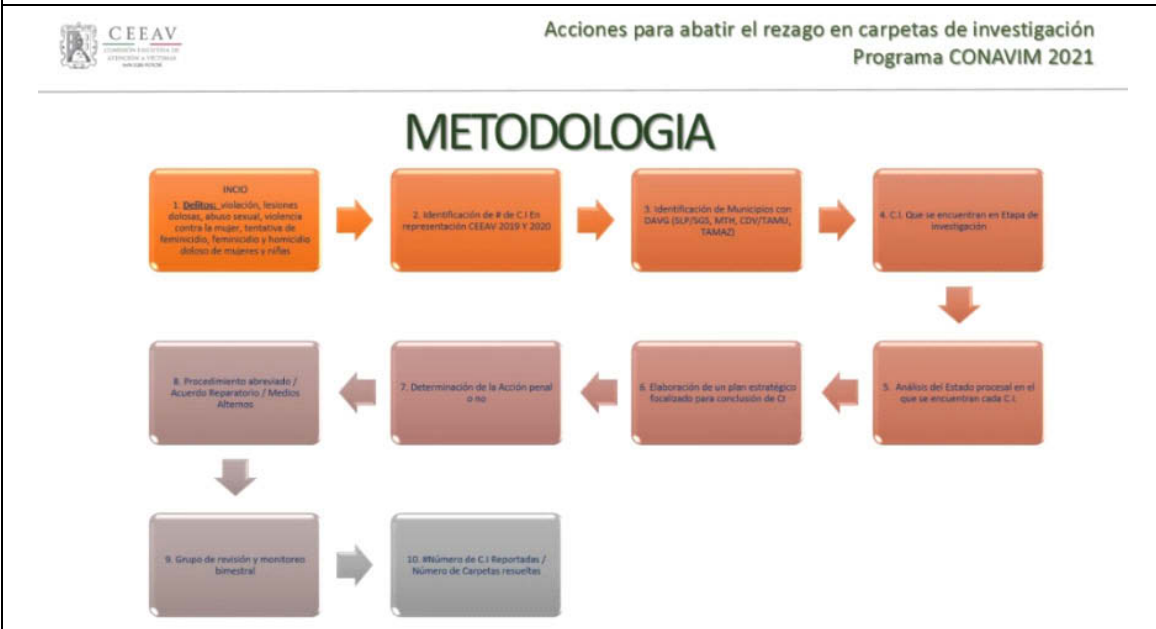 CEEAV
COMISIÓN EJECUTIVA DE
ATENCIÓN A VÍCTIMAS
SAN LUIS POTOSÍ
Acciones para abatir el rezago en carpetas de investigación
Programa CONAVIM 2021
METODOLOGIA
INCIO
1. Delitos: violación, lesiones
dolosas, abuso sexual, violencia
contra la mujer, tentativa de
feminicidio, feminicidio y homicidio
doloso de mujeres y niñas
2. Identificación de # de C.I En
representación CEEAV 2019 Y 2020
3. Identificación de Municipios con
DAVG (SLP/SGS, MTH, CDV/TAMU,
TAMAZ)
4. C.I. Que se encuentran en Etapa de
investigación
5. Análisis del Estado procesal en el
que se encuentran cada C.I.
6. Elaboración de un plan estratégico
focalizado para conclusión de CI
7. Determinación de la Acción penal
o no
8. Procedimiento abreviado /
Acuerdo Reparatorio / Medios
Alternos
9. Grupo de revisión y monitoreo
bimestral
10. #Número de C.I Reportadas /
Número de Carpetas resueltas